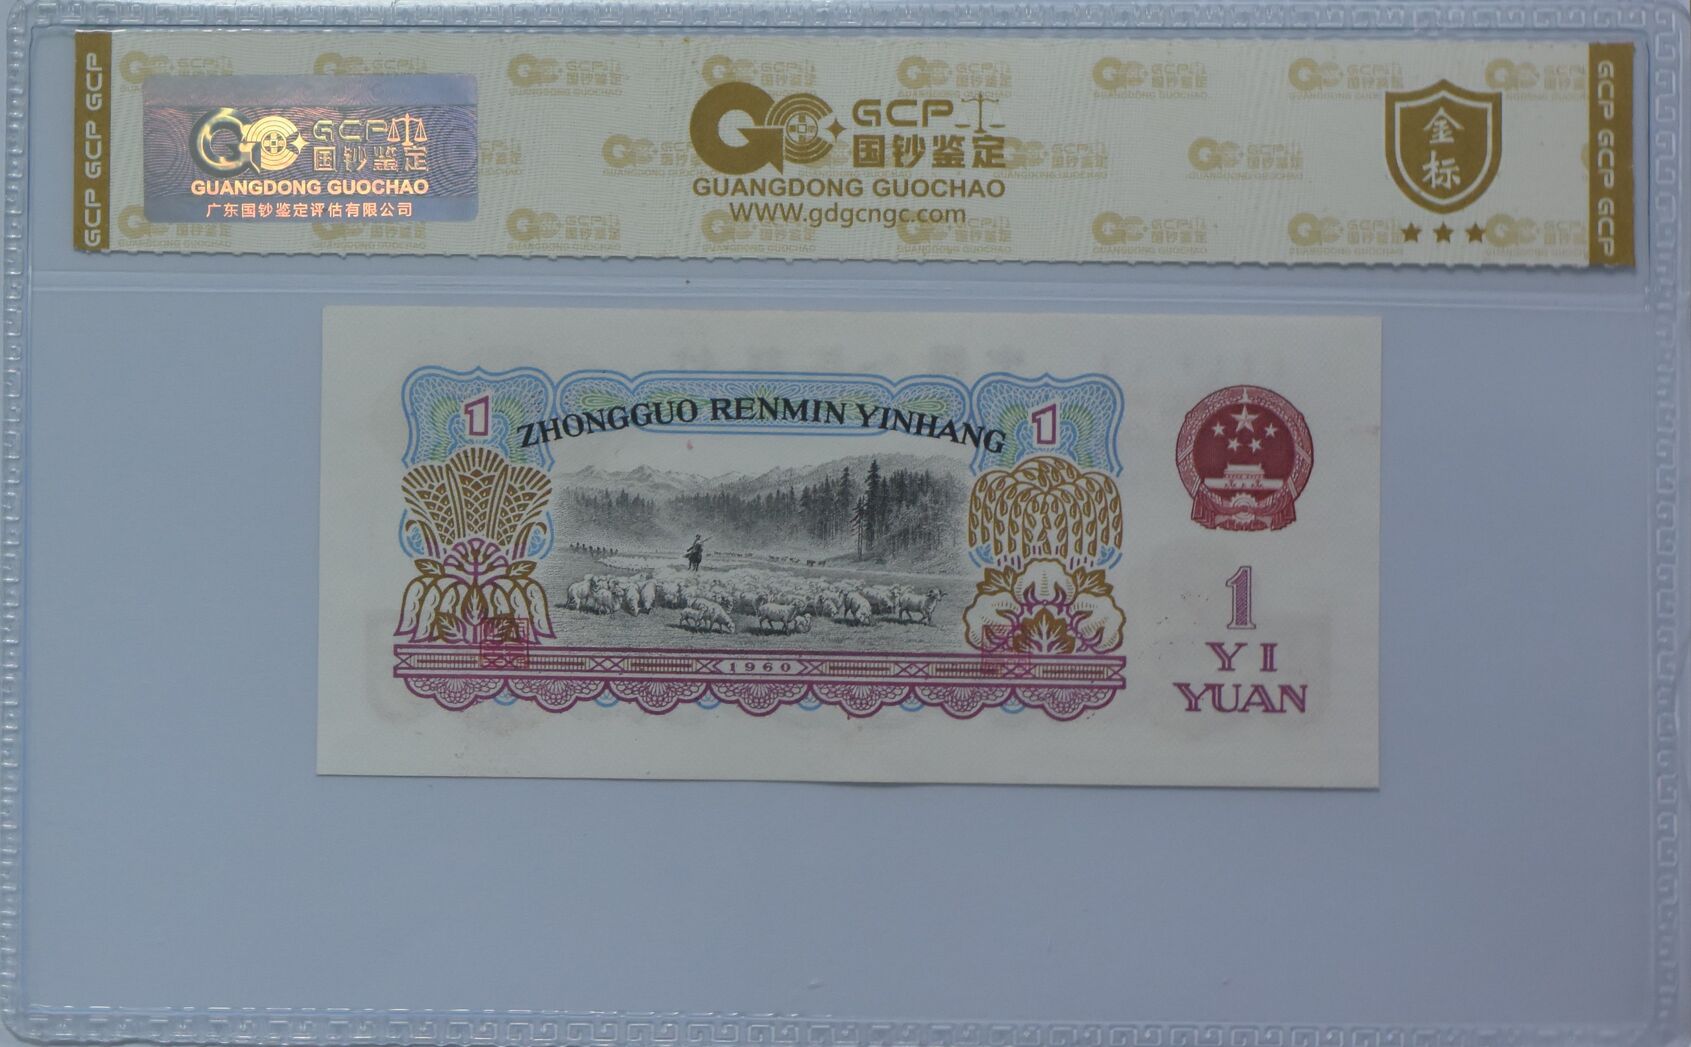 GCP GCP GCP
GCP 国钞鉴定
GUANGDONG GUOCHAO
广东国钞鉴定评估有限公司
GCP
国钞鉴定
GUANGDONG GUOCHAO
WWW.gdgcngc.com
金标
GCP GCP GCP
1
ZHONGGUO RENMIN YINHANG
1
1960
1
YI
YUAN